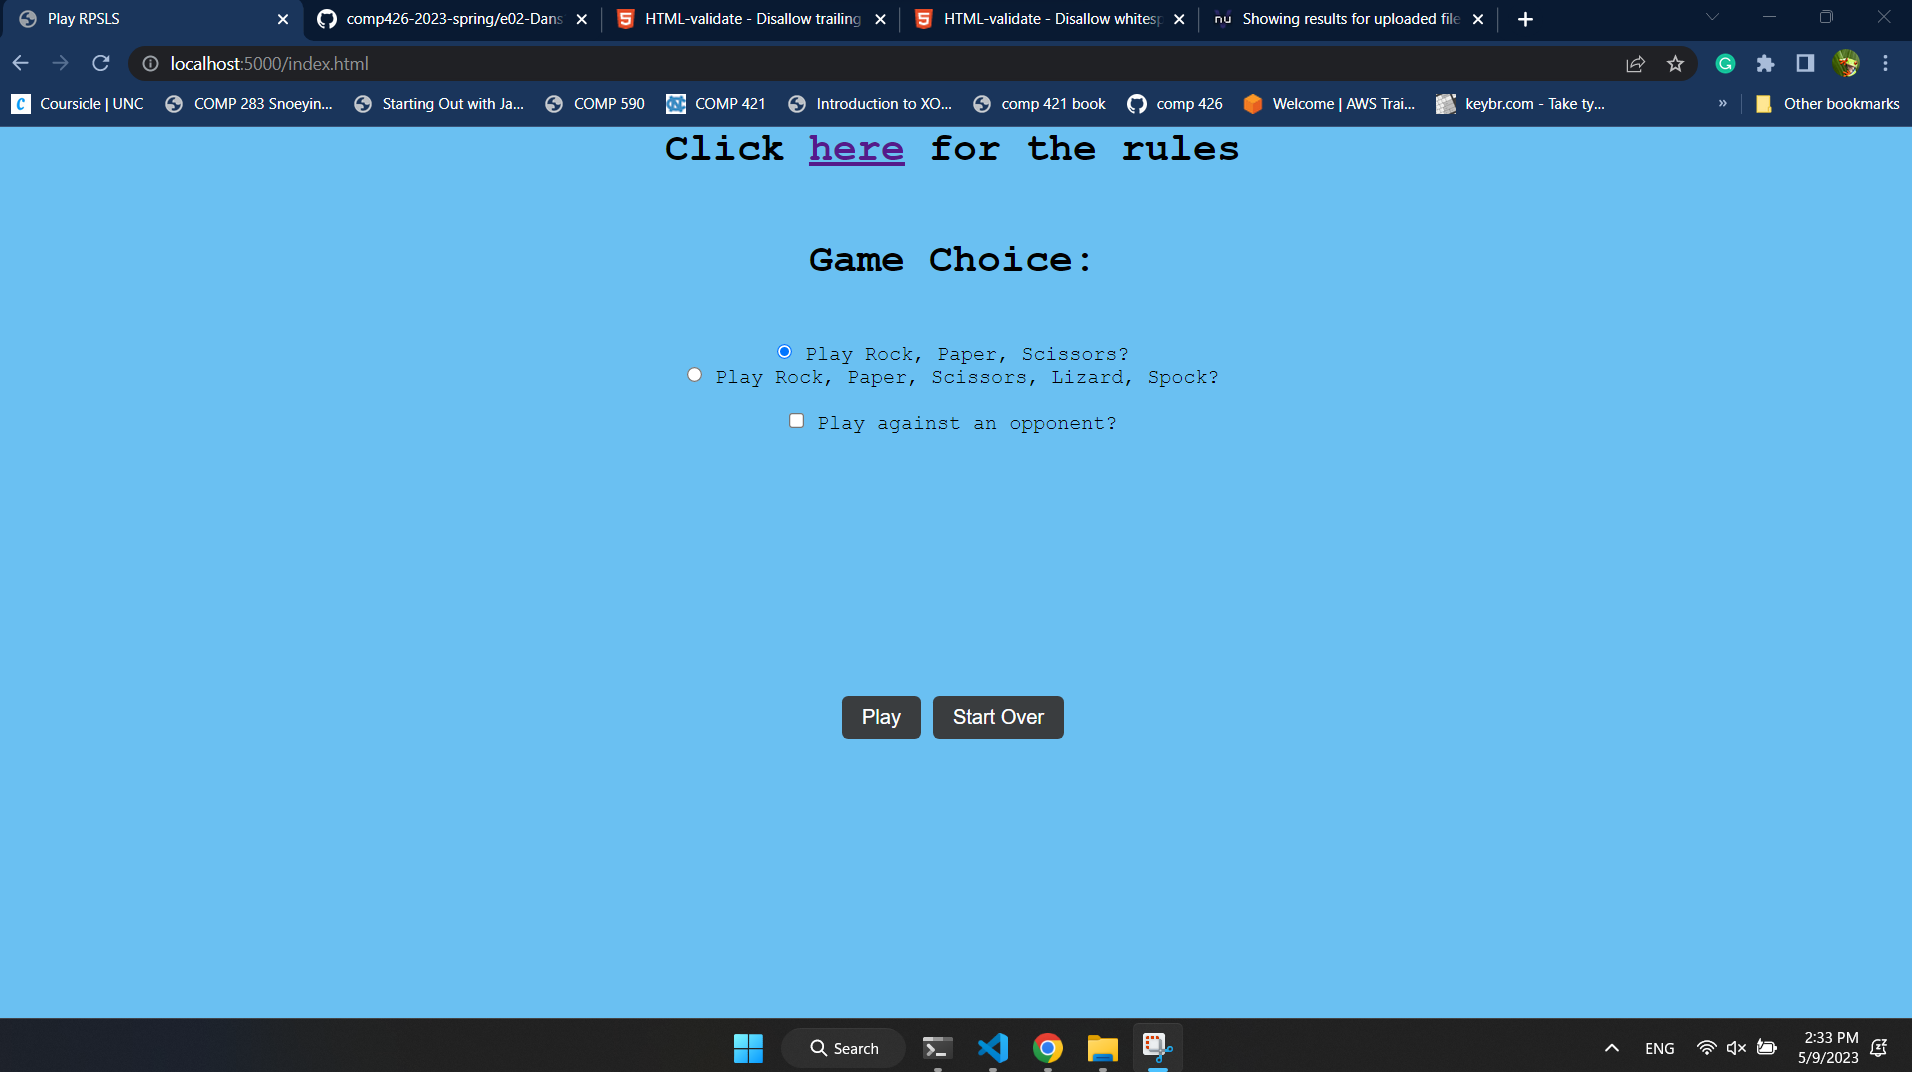 Play RPSLS
comp426-2023-spring/e02-Dans
HTML-validate - Disallow trailing
HTML-validate - Disallow whitesp
Showing results for uploaded file
localhost:5000/index.html
Coursicle | UNC
COMP 283 Snoeyin...
Starting Out with Ja...
COMP 590
COMP 421
Introduction to XO...
comp 421 book
comp 426
Welcome | AWS Trai...
keybr.com - Take ty...
»
Other bookmarks
Click here for the rules
Game Choice:
Play Rock, Paper, Scissors?
Play Rock, Paper, Scissors, Lizard, Spock?
Play against an opponent?
Play
Start Over
Search
ENG
2:33 PM
5/9/2023